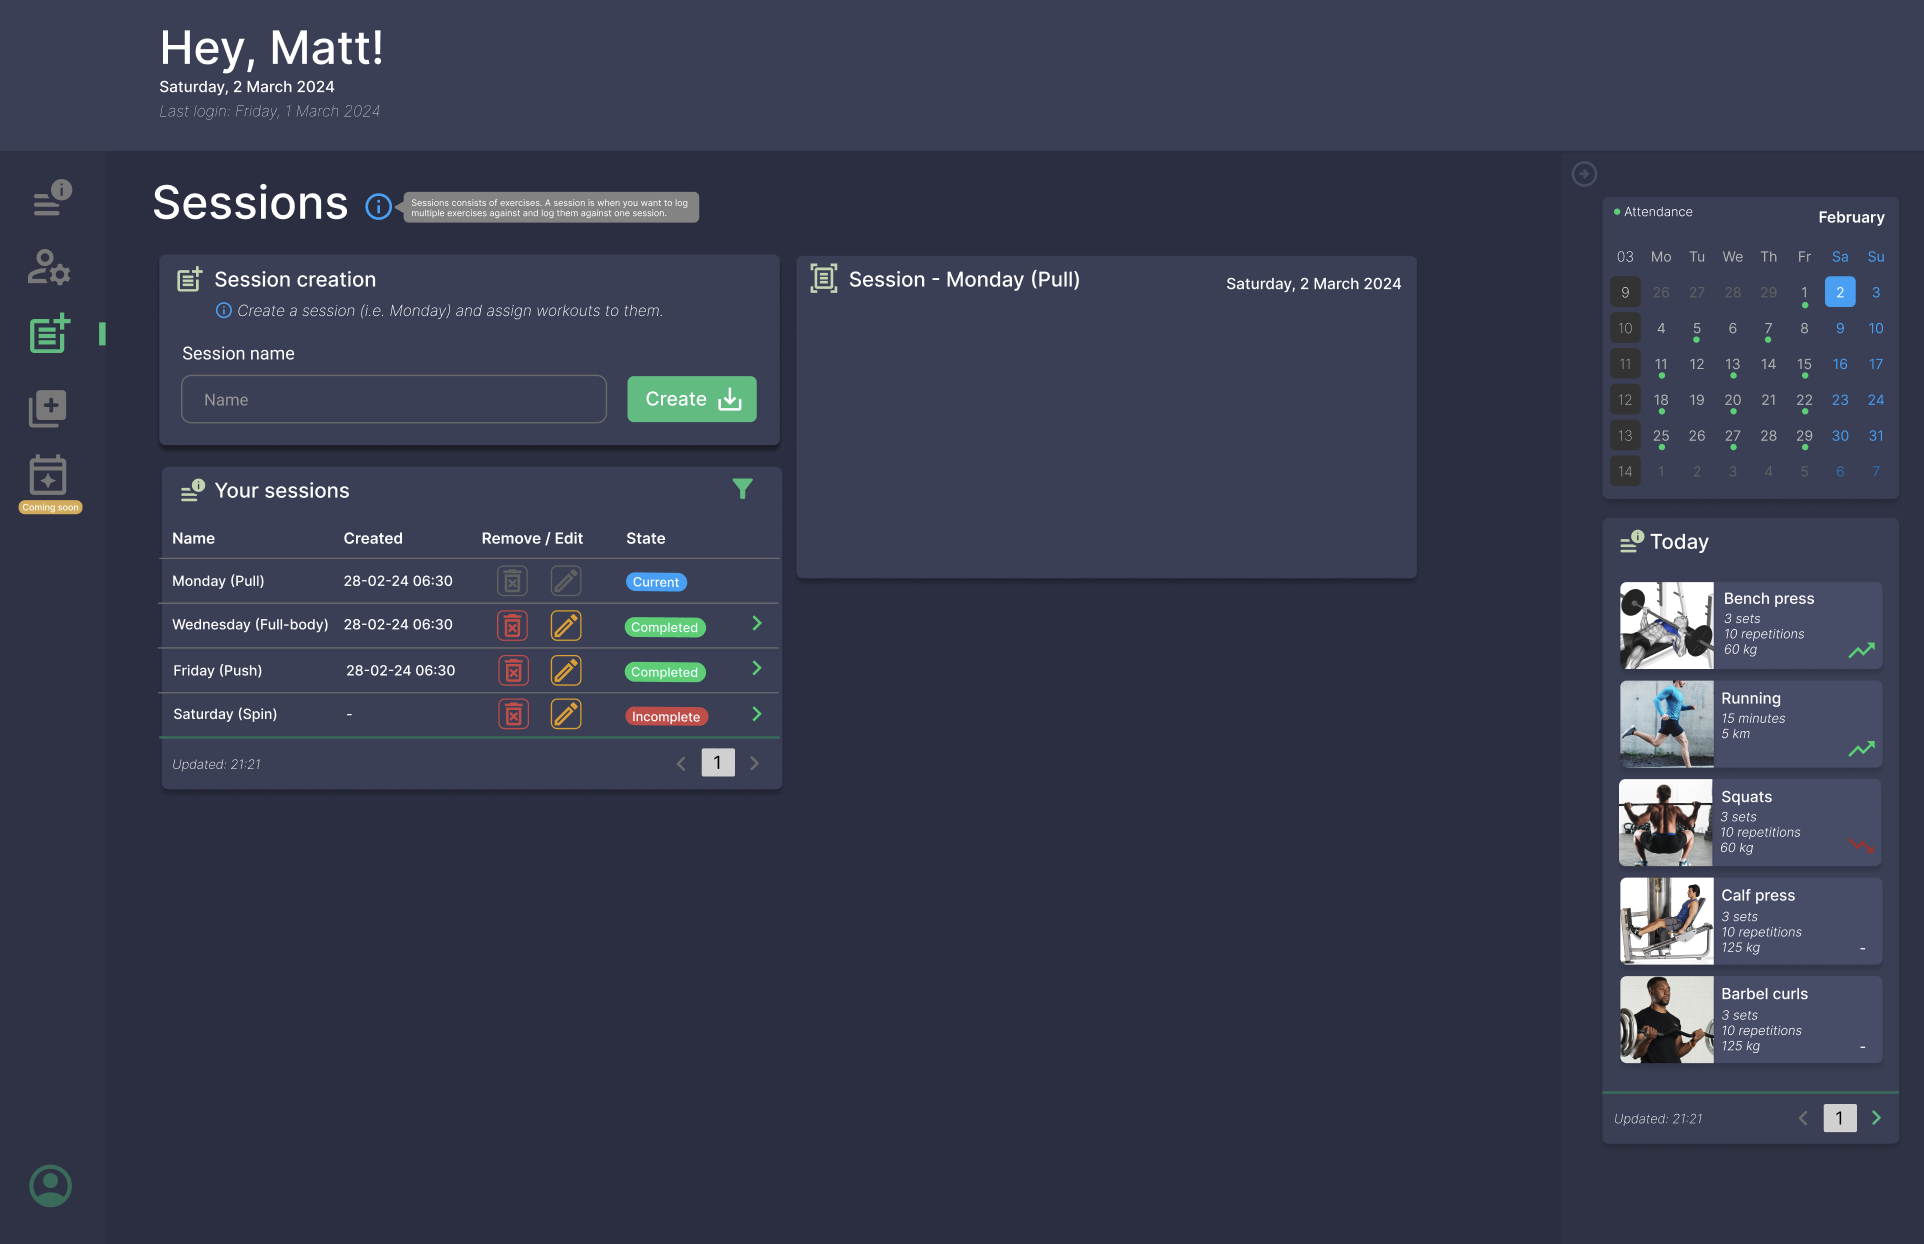 Hey, Matt!
Saturday, 2 March 2024
Last login: Friday, 1 March 2024
Coming soon
Sessions
Sessions consists of exercises. A session is when you want to log
multiple exercises against and log them against one session.
Session creation
Create a session (i.e. Monday) and assign workouts to them.
Session name
Name
Create
Your sessions
Name Created Remove / Edit State
Monday (Pull) 28-02-24 06:30 Current
Wednesday (Full-body) 28-02-24 06:30 Completed
Friday (Push) 28-02-24 06:30 Completed
Saturday (Spin) - Incomplete
Updated: 21:21
1
Session - Monday (Pull)
Saturday, 2 March 2024
Attendance
February
03 Mo Tu We Th Fr Sa Su
9 26 27 28 29 1 2 3
10 4 5 6 7 8 9 10
11 11 12 13 14 15 16 17
12 18 19 20 21 22 23 24
13 25 26 27 28 29 30 31
14 1 2 3 4 5 6 7
Today
Bench press
3 sets
10 repetitions
60 kg
Running
15 minutes
5 km
Squats
3 sets
10 repetitions
60 kg
Calf press
3 sets
10 repetitions
125 kg
-
Barbel curls
3 sets
10 repetitions
125 kg
-
Updated: 21:21
1